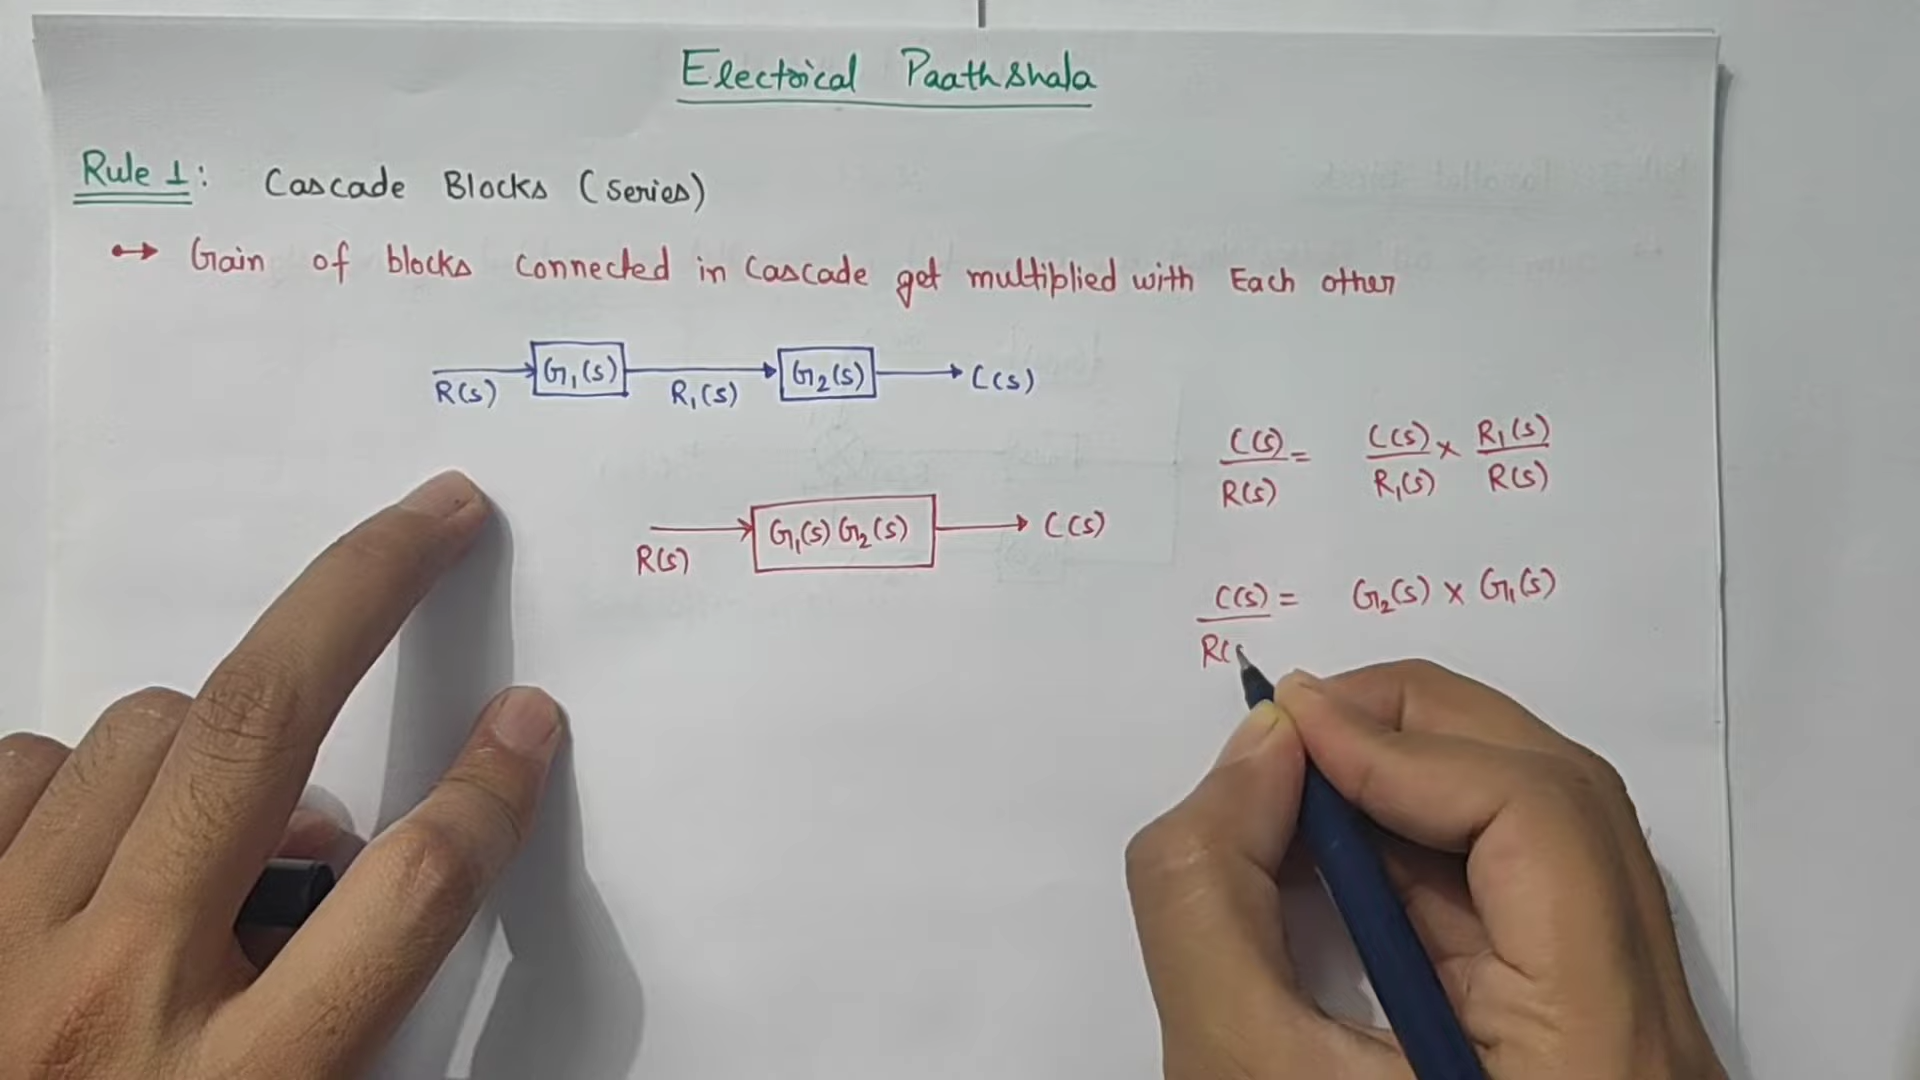 Electrical Paathshala
Rule 1: Cascade Blocks (series)
↔ Gain of blocks connected in cascade get multiplied with Each other
R(s) G₁(s) R₁(s) G₂(s) C(s)
R(s) G₁(s) G₂(s) C(s)
C(s)/R(s) = C(s)/R₁(s) × R₁(s)/R(s)
C(s)/R(s = G₂(s) × G₁(s)